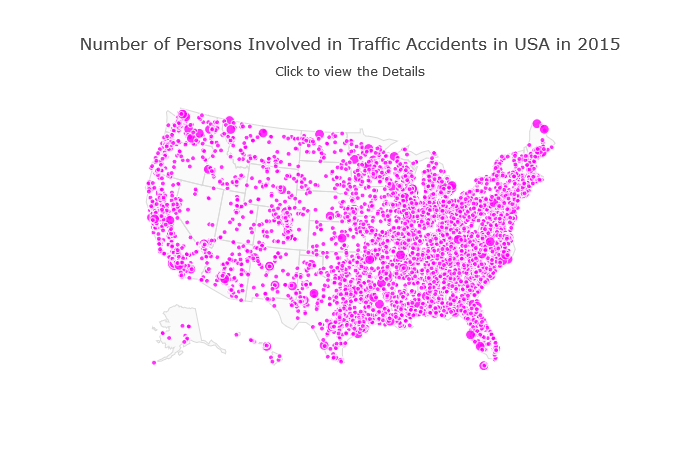 Number of Persons Involved in Traffic Accidents in USA in 2015
Click to view the Details